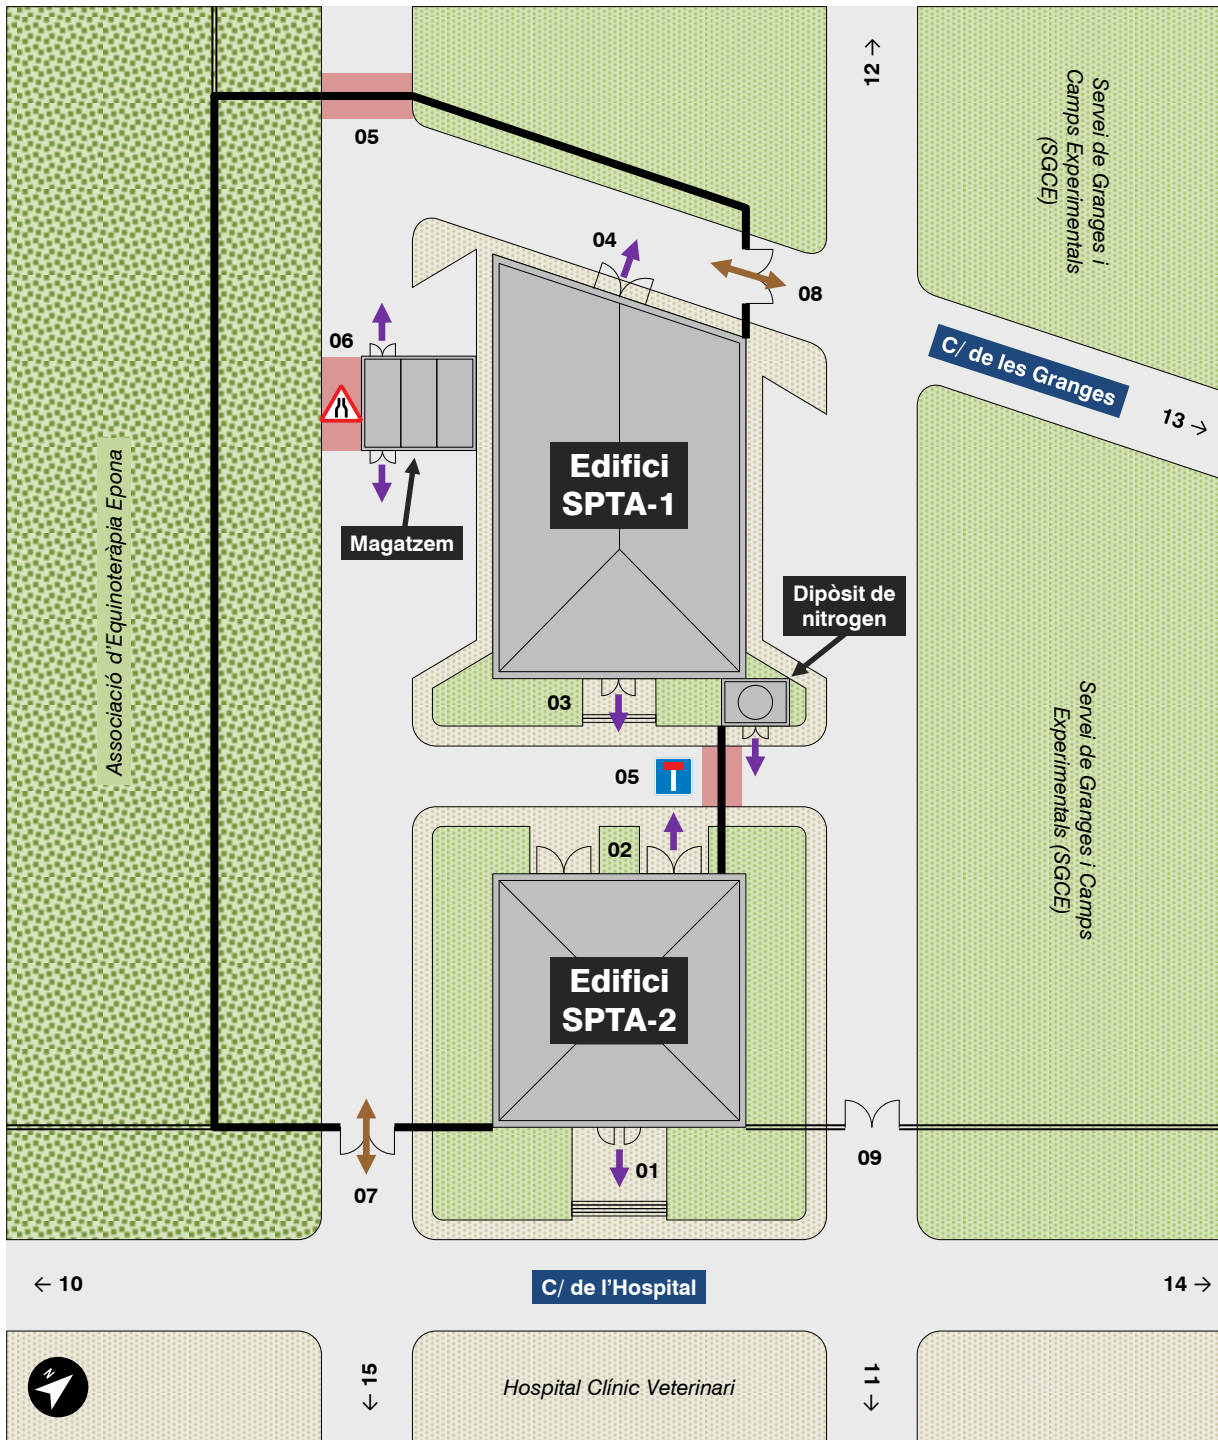 12 →
Servei de Granges i
Camps Experimentals
(SGCE)
05
04
08
06
C/ de les Granges
13 →
Edifici
SPTA-1
Magatzem
Associació d'Equinoteràpia Epona
Dipòsit de
nitrogen
03
05
Servei de Granges i Camps
Experimentals (SGCE)
02
Edifici
SPTA-2
01
09
07
← 10
C/ de l’Hospital
14 →
← 15
Hospital Clínic Veterinari
← 11
N